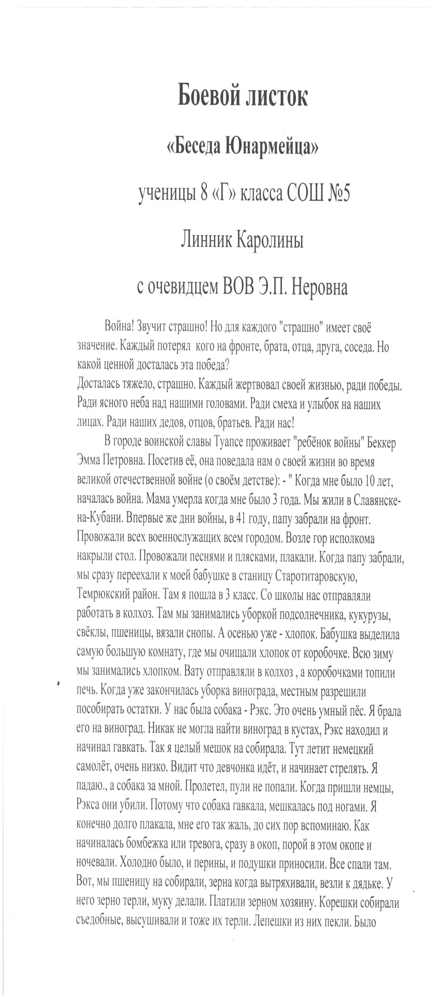 Боевой листок
«Беседа Юнармейца»
ученицы 8 «Г» класса СОШ №5
Линник Каролины
с очевидцем ВОВ Э.П. Неровна
Война! Звучит страшно! Но для каждого "страшно" имеет своё
значение. Каждый потерял кого на фронте, брата, отца, друга, соседа. Но
какой ценной досталась эта победа?
Досталась тяжело, страшно. Каждый жертвовал своей жизнью, ради победы.
Ради ясного неба над нашими головами. Ради смеха и улыбок на наших
лицах. Ради наших дедов, отцов, братьев. Ради нас!
В городе воинской славы Туапсе проживает "ребёнок войны" Беккер
Эмма Петровна. Посетив её, она поведала нам о своей жизни во время
великой отечественной войне (о своём детстве): - " Когда мне было 10 лет,
началась война. Мама умерла когда мне было 3 года. Мы жили в Славянске-
на-Кубани. Впервые же дни войны, в 41 году, папу забрали на фронт.
Провожали всех военнослужащих всем городом. Возле гор исполкома
накрыли стол. Провожали песнями и плясками, плакали. Когда папу забрали,
мы сразу переехали к моей бабушке в станицу Старотитаровскую,
Темрюкский район. Там я пошла в 3 класс. Со школы нас отправляли
работать в колхоз. Там мы занимались уборкой подсолнечника, кукурузы,
свёклы, пшеницы, вязали снопы. А осенью уже - хлопок. Бабушка выделила
самую большую комнату, где мы очищали хлопок от коробочке. Всю зиму
мы занимались хлопком. Вату отправляли в колхоз , а коробочками топили
печь. Когда уже закончилась уборка винограда, местным разрешили
пособирать остатки. У нас была собака - Рэкс. Это очень умный пёс. Я брала
его на виноград. Никак не могла найти виноград в кустах, Рэкс находил и
начинал гавкать. Так я целый мешок на собирала. Тут летит немецкий
самолёт, очень низко. Видит что девчонка идёт, и начинает стрелять. Я
падаю., а собака за мной. Пролетел, пули не попали. Когда пришли немцы,
Рэкса они убили. Потому что собака гавкала, мешкалась под ногами. Я
конечно долго плакала, мне его так жаль, до сих пор вспоминаю. Как
начиналась бомбежка или тревога, сразу в окоп, порой в этом окопе и
ночевали. Холодно было, и перины, и подушки приносили. Все спали там.
Вот, мы пшеницу на собирали, зерна когда вытряхивали, везли к дядьке. У
него зерно терли, муку делали. Платили зерном хозяину. Корешки собирали
съедобные, высушивали и тоже их терли. Лепешки из них пекли. Было